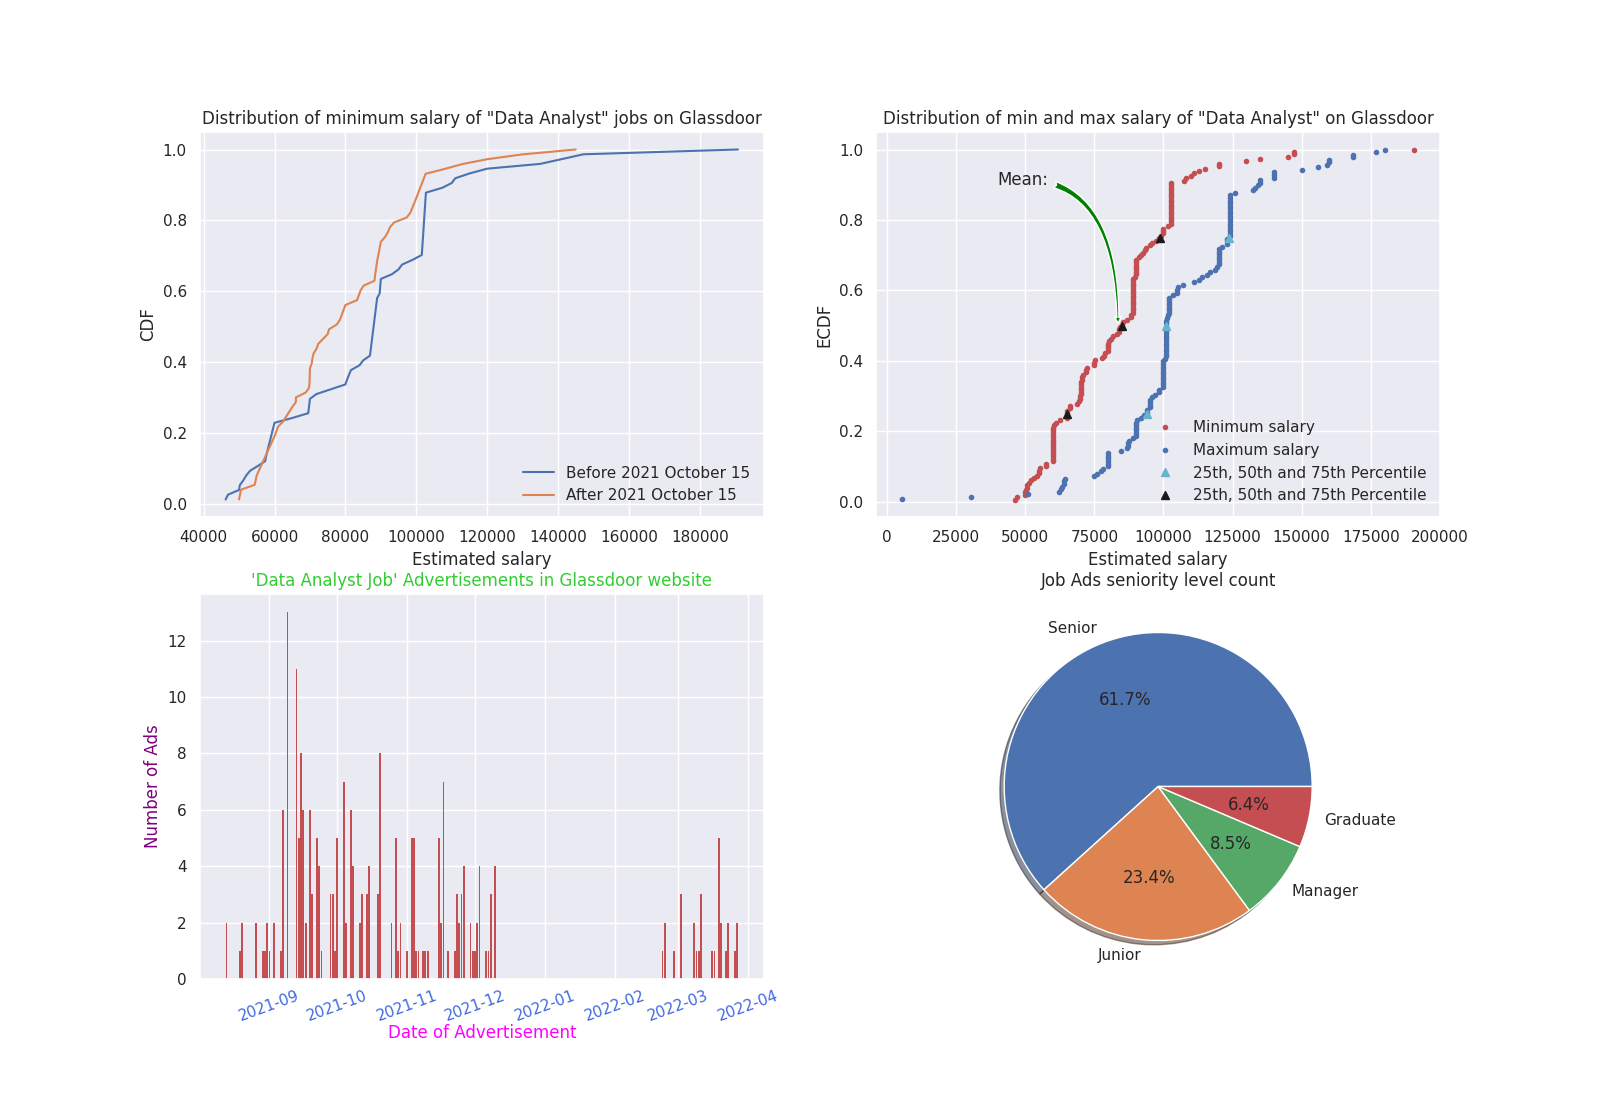 Distribution of minimum salary of "Data Analyst" jobs on Glassdoor
1.0
0.8
0.6
0.4
0.2
0.0
CDF
Before 2021 October 15
After 2021 October 15
40000 60000 80000 100000 120000 140000 160000 180000
Estimated salary
Distribution of min and max salary of "Data Analyst" on Glassdoor
1.0
0.8
0.6
0.4
0.2
0.0
ECDF
Mean:
Minimum salary
Maximum salary
25th, 50th and 75th Percentile
25th, 50th and 75th Percentile
0 25000 50000 75000 100000 125000 150000 175000 200000
Estimated salary
'Data Analyst Job' Advertisements in Glassdoor website
12
10
8
6
4
2
0
Number of Ads
2021-09 2021-10 2021-11 2021-12 2022-01 2022-02 2022-03 2022-04
Date of Advertisement
Job Ads seniority level count
Senior
61.7%
6.4%
Graduate
8.5%
23.4%
Manager
Junior